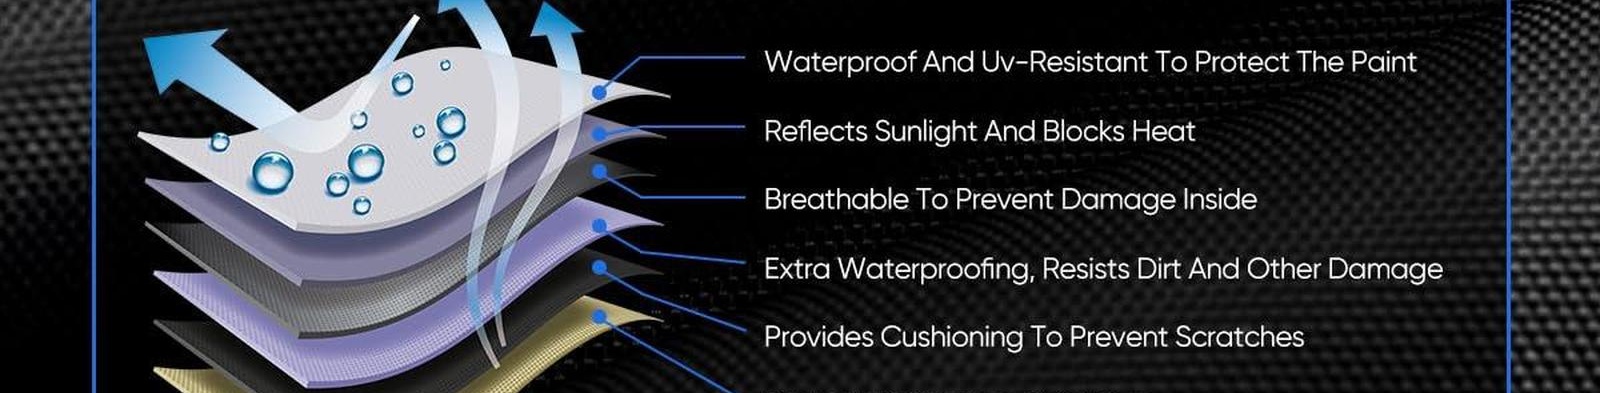 Waterproof And Uv-Resistant To Protect The Paint
Reflects Sunlight And Blocks Heat
Breathable To Prevent Damage Inside
Extra Waterproofing, Resists Dirt And Other Damage
Provides Cushioning To Prevent Scratches